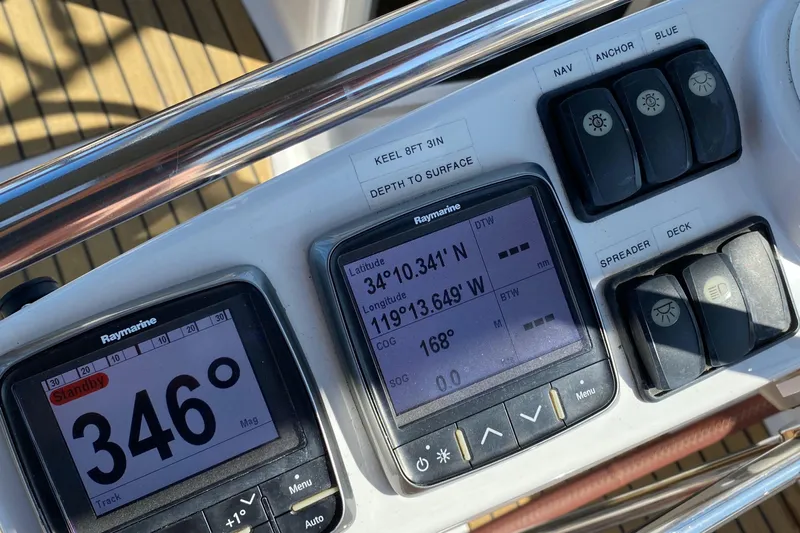 NAV
ANCHOR
BLUE
KEEL 8FT 3IN
DEPTH TO SURFACE
SPREADER
DECK
Raymarine
Latitude
34°10.341' N
Longitude
119°13.649' W
COG
168° M
SOG
0.0
DTW
--- nm
BTW
---
Menu
Raymarine
30 20 10 10 20 30
Standby
346°
Mag
Track
+1°
Menu
Auto